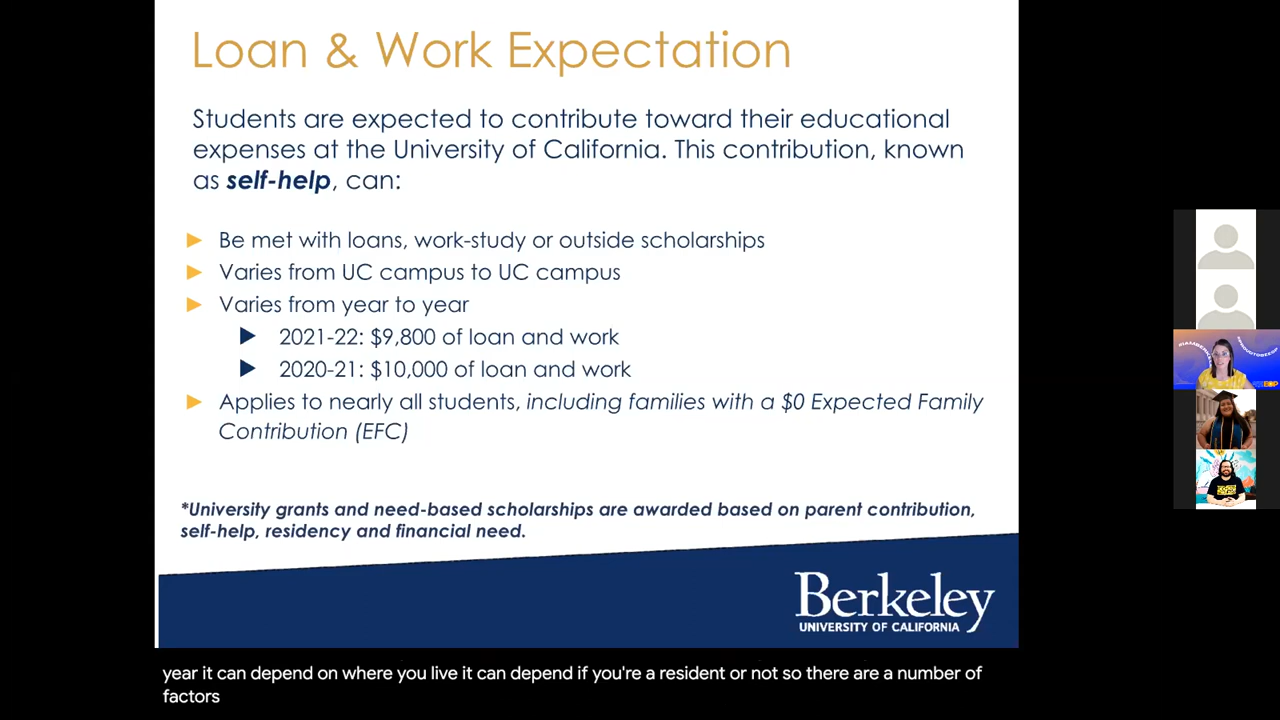 Loan & Work Expectation
Students are expected to contribute toward their educational
expenses at the University of California. This contribution, known
as self-help, can:
► Be met with loans, work-study or outside scholarships
► Varies from UC campus to UC campus
► Varies from year to year
► 2021-22: $9,800 of loan and work
► 2020-21: $10,000 of loan and work
► Applies to nearly all students, including families with a $0 Expected Family
Contribution (EFC)
*University grants and need-based scholarships are awarded based on parent contribution,
self-help, residency and financial need.
Berkeley
UNIVERSITY OF CALIFORNIA
year it can depend on where you live it can depend if you're a resident or not so there are a number of
factors